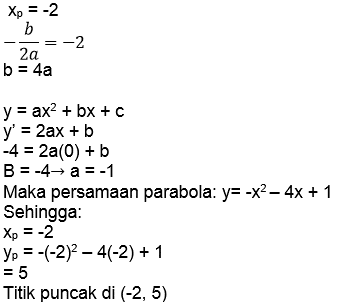 xₚ = -2
−b/2a = −2
b = 4a
y = ax² + bx + c
y’ = 2ax + b
-4 = 2a(0) + b
B = -4→ a = -1
Maka persamaan parabola: y= -x² – 4x + 1
Sehingga:
xₚ = -2
yₚ = -(-2)² – 4(-2) + 1
= 5
Titik puncak di (-2, 5)